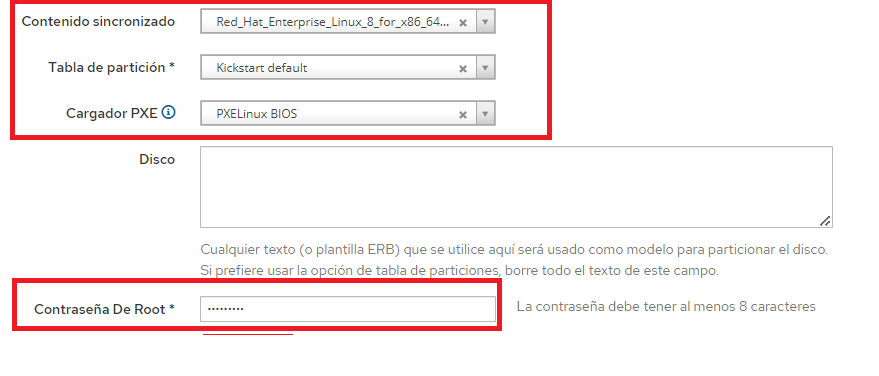 Contenido sincronizado Red_Hat_Enterprise_Linux_8_for_x86_64...
Tabla de partición * Kickstart default
Cargador PXE PXELinux BIOS
Disco
Cualquier texto (o plantilla ERB) que se utilice aquí será usado como modelo para particionar el disco.
Si prefiere usar la opción de tabla de particiones, borre todo el texto de este campo.
Contraseña De Root * ········· La contraseña debe tener al menos 8 caracteres